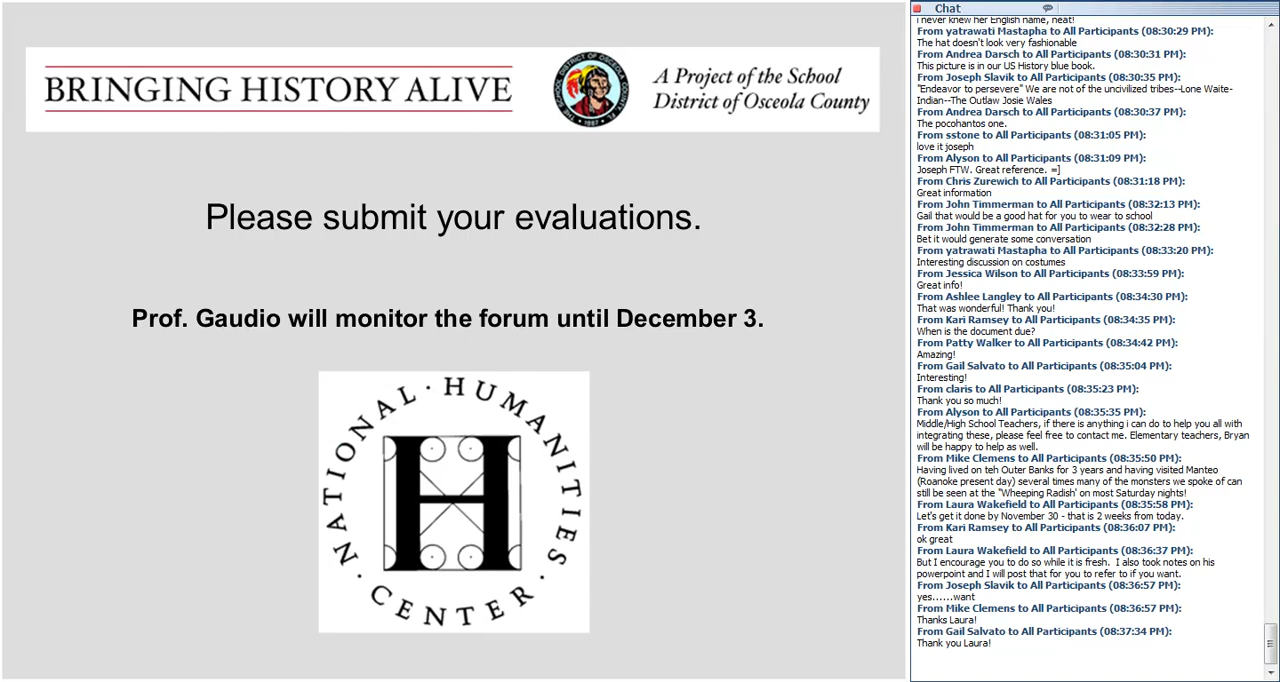 BRINGING HISTORY ALIVE
THE SCHOOL DISTRICT OF OSCEOLA COUNTY, FL
1887
A Project of the School
District of Osceola County
Please submit your evaluations.
Prof. Gaudio will monitor the forum until December 3.
NATIONAL · HUMANITIES · CENTER ·
H
Chat
I never knew her English name, neat!
From yatrawati Mastapha to All Participants (08:30:29 PM):
The hat doesn't look very fashionable
From Andrea Darsch to All Participants (08:30:31 PM):
This picture is in our US History blue book.
From Joseph Slavik to All Participants (08:30:35 PM):
"Endeavor to persevere" We are not of the uncivilized tribes--Lone Waite-
Indian--The Outlaw Josie Wales
From Andrea Darsch to All Participants (08:30:37 PM):
The pocohantos one.
From sstone to All Participants (08:31:05 PM):
love it joseph
From Alyson to All Participants (08:31:09 PM):
Joseph FTW. Great reference. =]
From Chris Zurewich to All Participants (08:31:18 PM):
Great information
From John Timmerman to All Participants (08:32:13 PM):
Gail that would be a good hat for you to wear to school
From John Timmerman to All Participants (08:32:28 PM):
Bet it would generate some conversation
From yatrawati Mastapha to All Participants (08:33:20 PM):
Interesting discussion on costumes
From Jessica Wilson to All Participants (08:33:59 PM):
Great info!
From Ashlee Langley to All Participants (08:34:30 PM):
That was wonderful! Thank you!
From Kari Ramsey to All Participants (08:34:35 PM):
When is the document due?
From Patty Walker to All Participants (08:34:42 PM):
Amazing!
From Gail Salvato to All Participants (08:35:04 PM):
Interesting!
From claris to All Participants (08:35:23 PM):
Thank you so much!
From Alyson to All Participants (08:35:35 PM):
Middle/High School Teachers, if there is anything i can do to help you all with
integrating these, please feel free to contact me. Elementary teachers, Bryan
will be happy to help as well.
From Mike Clemens to All Participants (08:35:50 PM):
Having lived on teh Outer Banks for 3 years and having visited Manteo
(Roanoke present day) several times many of the monsters we spoke of can
still be seen at the "Wheeping Radish' on most Saturday nights!
From Laura Wakefield to All Participants (08:35:58 PM):
Let's get it done by November 30 - that is 2 weeks from today.
From Kari Ramsey to All Participants (08:36:07 PM):
ok great
From Laura Wakefield to All Participants (08:36:37 PM):
But I encourage you to do so while it is fresh.  I also took notes on his
powerpoint and I will post that for you to refer to if you want.
From Joseph Slavik to All Participants (08:36:57 PM):
yes......want
From Mike Clemens to All Participants (08:36:57 PM):
Thanks Laura!
From Gail Salvato to All Participants (08:37:34 PM):
Thank you Laura!